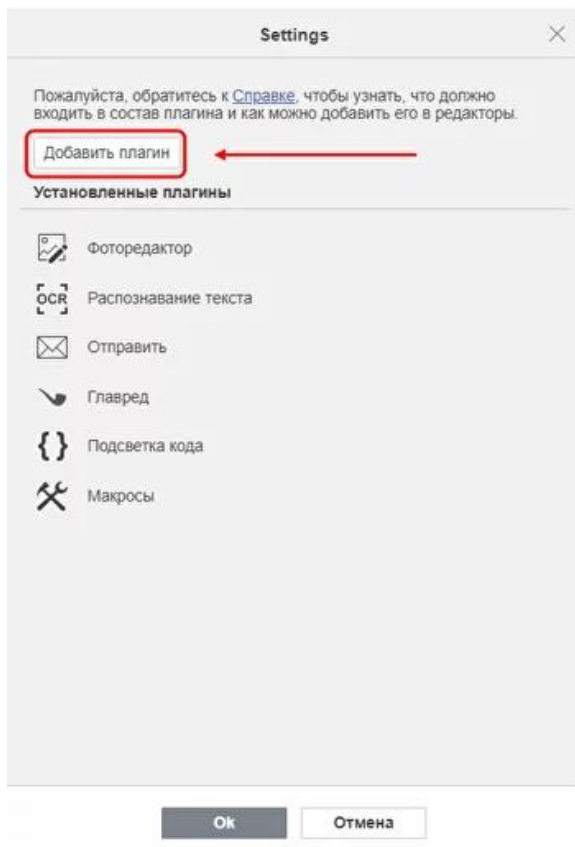 Settings
Пожалуйста, обратитесь к Справке, чтобы узнать, что должно
входить в состав плагина и как можно добавить его в редакторы.
Добавить плагин
Установленные плагины
Фоторедактор
OCR Распознавание текста
Отправить
Главред
{} Подсветка кода
Макросы
Ok Отмена